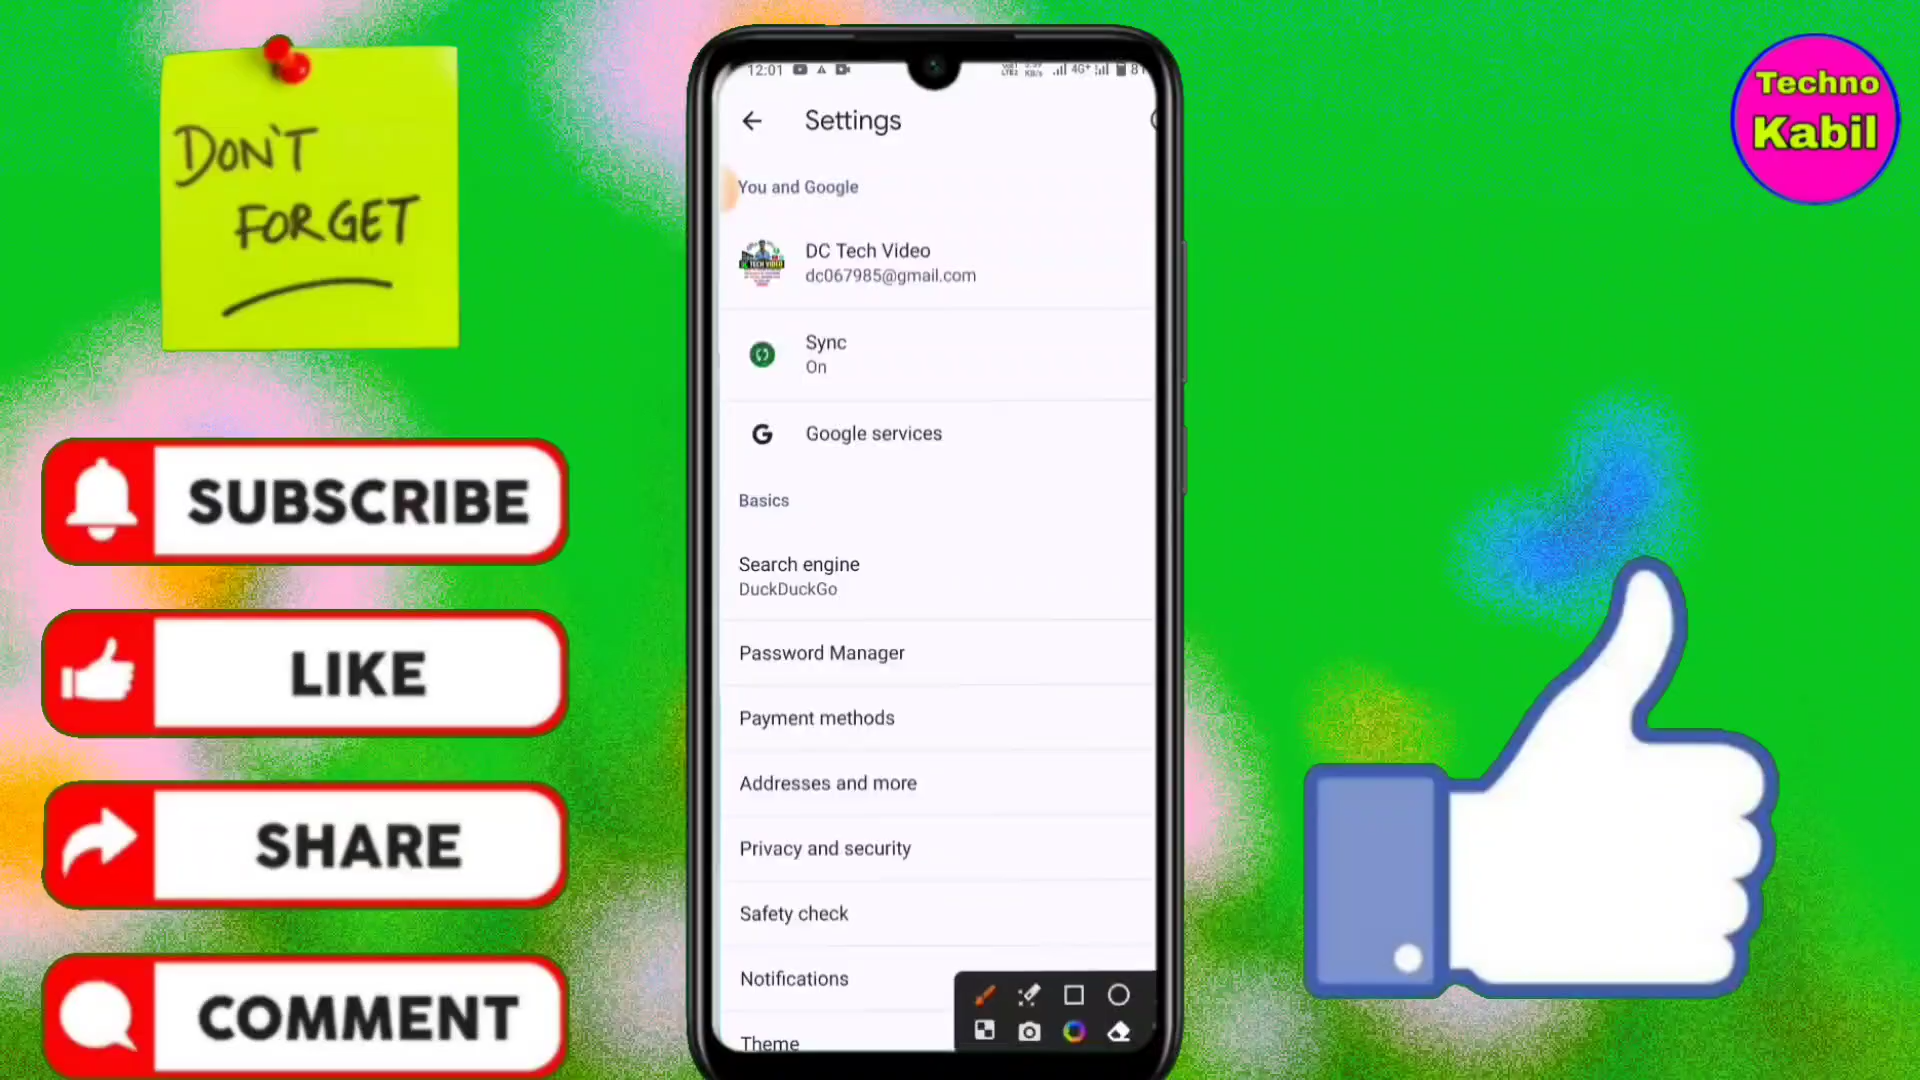 DON'T
FORGET
SUBSCRIBE
LIKE
SHARE
COMMENT
12:01
4G+
Settings
You and Google
DC Tech Video
dc067985@gmail.com
Sync
On
Google services
Basics
Search engine
DuckDuckGo
Password Manager
Payment methods
Addresses and more
Privacy and security
Safety check
Notifications
Theme
Techno
Kabil